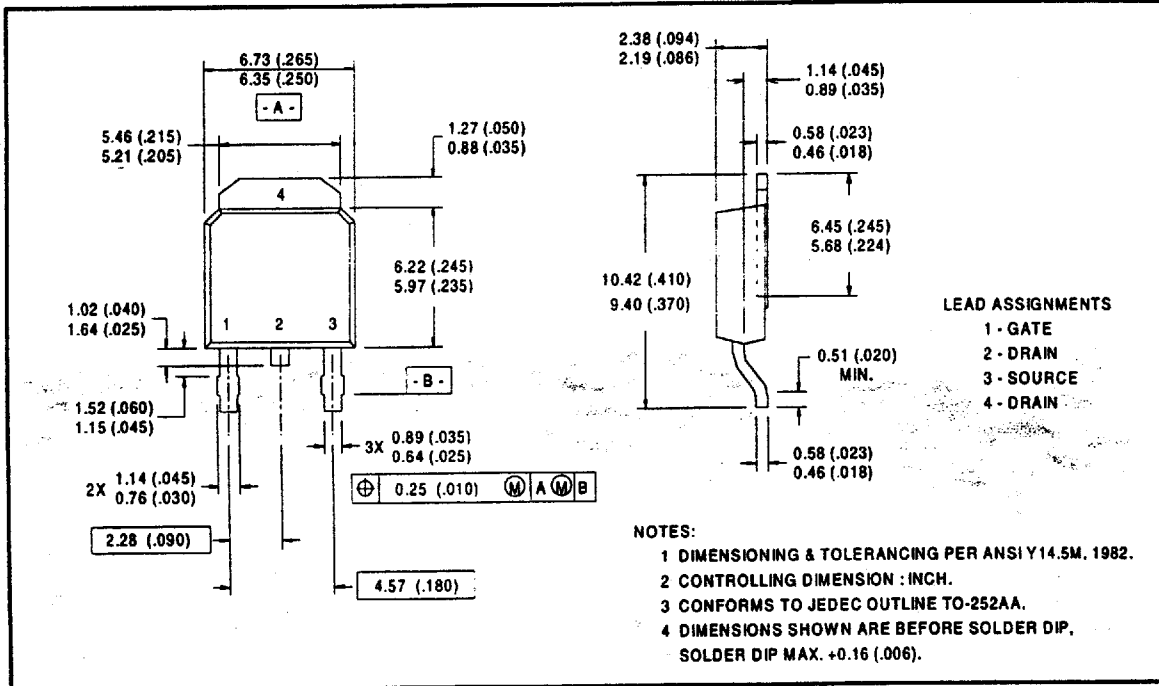 6.73 (.265)
6.35 (.250)
- A -
5.46 (.215)
5.21 (.205)
1.27 (.050)
0.88 (.035)
4
6.22 (.245)
5.97 (.235)
1.02 (.040)
1.64 (.025)
1 2 3
- B -
1.52 (.060)
1.15 (.045)
3X 0.89 (.035)
0.64 (.025)
2X 1.14 (.045)
0.76 (.030)
⌖ 0.25 (.010) Ⓜ A Ⓜ B
2.28 (.090)
4.57 (.180)
2.38 (.094)
2.19 (.086)
1.14 (.045)
0.89 (.035)
0.58 (.023)
0.46 (.018)
6.45 (.245)
5.68 (.224)
10.42 (.410)
9.40 (.370)
0.51 (.020)
MIN.
0.58 (.023)
0.46 (.018)
LEAD ASSIGNMENTS
1 - GATE
2 - DRAIN
3 - SOURCE
4 - DRAIN
NOTES:
1 DIMENSIONING & TOLERANCING PER ANSI Y14.5M, 1982.
2 CONTROLLING DIMENSION : INCH.
3 CONFORMS TO JEDEC OUTLINE TO-252AA.
4 DIMENSIONS SHOWN ARE BEFORE SOLDER DIP,
SOLDER DIP MAX. +0.16 (.006).